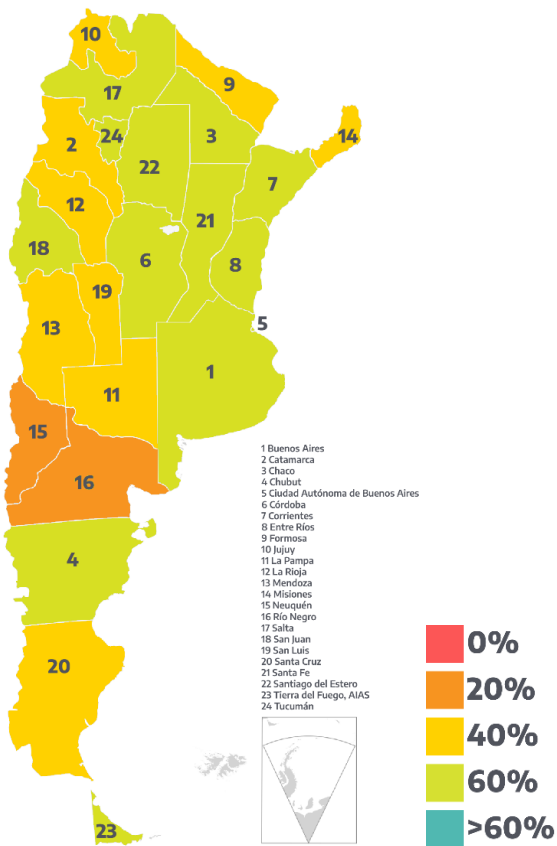 10
17
9
24
3
2
22
14
7
12
21
18
6
8
19
13
5
1
11
15
16
4
20
23
1 Buenos Aires
2 Catamarca
3 Chaco
4 Chubut
5 Ciudad Autónoma de Buenos Aires
6 Córdoba
7 Corrientes
8 Entre Ríos
9 Formosa
10 Jujuy
11 La Pampa
12 La Rioja
13 Mendoza
14 Misiones
15 Neuquén
16 Río Negro
17 Salta
18 San Juan
19 San Luis
20 Santa Cruz
21 Santa Fe
22 Santiago del Estero
23 Tierra del Fuego, AIAS
24 Tucumán
0%
20%
40%
60%
>60%